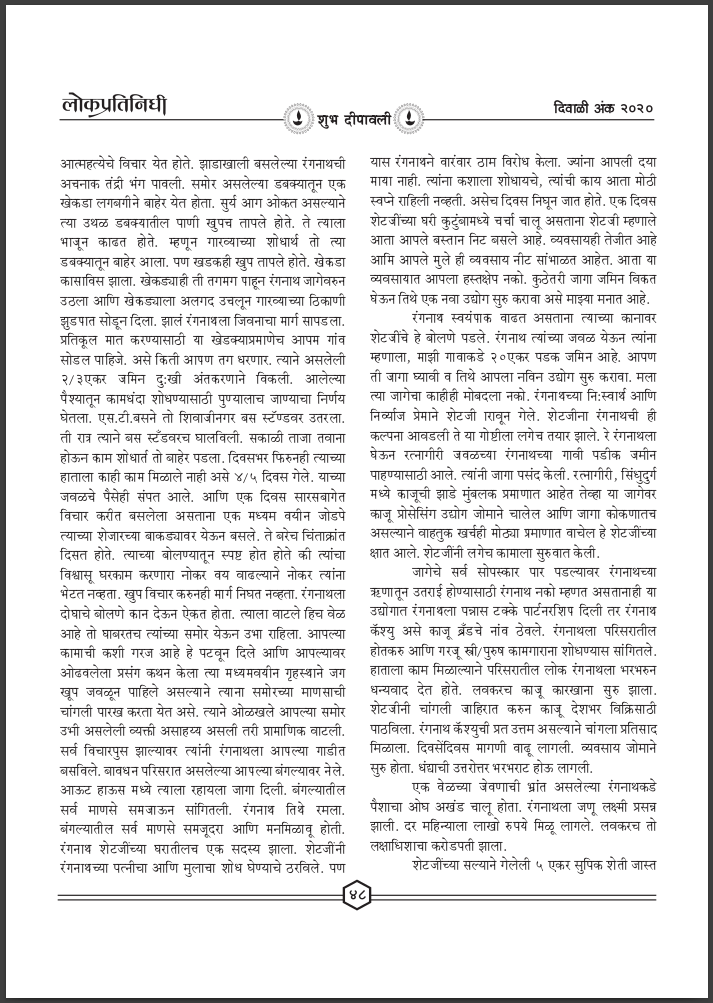 लोकप्रतिनिधी
शुभ दीपावली
दिवाळी अंक २०२०
आत्महत्येचे विचार येत होते. झाडाखाली बसलेल्या रंगनाथची
अचनाक तंद्री भंग पावली. समोर असलेल्या डबक्यातून एक
खेकडा लगबगीने बाहेर येत होता. सुर्य आग ओकत असल्याने
त्या उथळ डबक्यातील पाणी खुपच तापले होते. ते त्याला
भाजून काढत होते. म्हणून गारव्याच्या शोधार्थ तो त्या
डबक्यातून बाहेर आला. पण खडकही खुप तापले होते. खेकडा
कासाविस झाला. खेकड्याही ती तगमग पाहून रंगनाथ जागेवरुन
उठला आणि खेकड्याला अलगद उचलून गारव्याच्या ठिकाणी
झुडपात सोडून दिला. झालं रंगनाथला जिवनाचा मार्ग सापडला.
प्रतिकूल मात करण्यासाठी या खेडक्याप्रमाणेच आपम गांव
सोडल पाहिजे. असे किती आपण तग धरणार. त्याने असलेली
२/३एकर जमिन दुःखी अंतकरणाने विकली. आलेल्या
पैश्यातून कामधंदा शोधण्यासाठी पुण्यालाच जाण्याचा निर्णय
घेतला. एस.टी.बसने तो शिवाजीनगर बस स्टॅण्डवर उतरला.
ती रात्र त्याने बस स्टँडवरच घालविली. सकाळी ताजा तवाना
होऊन काम शोधार्त तो बाहेर पडला. दिवसभर फिरुनही त्याच्या
हाताला काही काम मिळाले नाही असे ४/५ दिवस गेले. याच्या
जवळचे पैसेही संपत आले. आणि एक दिवस सारसबागेत
विचार करीत बसलेला असताना एक मध्यम वयीन जोडपे
त्याच्या शेजारच्या बाकड्यावर येऊन बसले. ते बरेच चिंताक्रांत
दिसत होते. त्याच्या बोलण्यातून स्पष्ट होत होते की त्यांचा
विश्वासू घरकाम करणारा नोकर वय वाढल्याने नोकर त्यांना
भेटत नव्हता. खुप विचार करुनही मार्ग निघत नव्हता. रंगनाथला
दोघाचे बोलणे कान देऊन ऐकत होता. त्याला वाटले हिच वेळ
आहे तो घाबरतच त्यांच्या समोर येऊन उभा राहिला. आपल्या
कामाची कशी गरज आहे हे पटवून दिले आणि आपल्यावर
ओढवलेला प्रसंग कथन केला त्या मध्यमवयीन गृहस्थाने जग
खूप जवळून पाहिले असल्याने त्याना समोरच्या माणसाची
चांगली पारख करता येत असे. त्याने ओळखले आपल्या समोर
उभी असलेली व्यक्ती असाहय्य असली तरी प्रामाणिक वाटली.
सर्व विचारपुस झाल्यावर त्यांनी रंगनाथला आपल्या गाडीत
बसविले. बावधन परिसरात असलेल्या आपल्या बंगल्यावर नेले.
आऊट हाऊस मध्ये त्याला रहायला जागा दिली. बंगल्यातील
सर्व माणसे समजाऊन सांगितली. रंगनाथ तिथे रमला.
बंगल्यातील सर्व माणसे समजूदरा आणि मनमिळावू होती.
रंगनाथ शेटजींच्या घरातीलच एक सदस्य झाला. शेटजींनी
रंगनाथच्या पत्नीचा आणि मुलाचा शोध घेण्याचे ठरविले. पण
यास रंगनाथने वारंवार ठाम विरोध केला. ज्यांना आपली दया
माया नाही. त्यांना कशाला शोधायचे, त्यांची काय आता मोठी
स्वप्ने राहिली नव्हती. असेच दिवस निघून जात होते. एक दिवस
शेटजींच्या घरी कुटुंबामध्ये चर्चा चालू असताना शेटजी म्हणाले
आता आपले बस्तान निट बसले आहे. व्यवसायही तेजीत आहे
आमि आपले मुले ही व्यवसाय नीट सांभाळत आहेत. आता या
व्यवसायात आपला हस्तक्षेप नको. कुठेतरी जागा जमिन विकत
घेऊन तिथे एक नवा उद्योग सुरु करावा असे माझ्या मनात आहे.
रंगनाथ स्वयंपाक वाढत असताना त्याच्या कानावर
शेटजींचे हे बोलणे पडले. रंगनाथ त्यांच्या जवळ येऊन त्यांना
म्हणाला, माझी गावाकडे २०एकर पडक जमिन आहे. आपण
ती जागा घ्यावी व तिथे आपला नविन उद्योग सुरु करावा. मला
त्या जागेचा काहीही मोबदला नको. रंगनाथच्या नि:स्वार्थ आणि
निर्व्याज प्रेमाने शेटजी राावून गेले. शेटजीना रंगनाथची ही
कल्पना आवडली ते या गोष्टीला लगेच तयार झाले. रे रंगनाथला
घेऊन रत्नागीरी जवळच्या रंगनाथच्या गावी पडीक जमीन
पाहण्यासाठी आले. त्यांनी जागा पसंद केली. रत्नागीरी, सिंधुदुर्ग
मध्ये काजूची झाडे मुंबलक प्रमाणात आहेत तेव्हा या जागेवर
काजू प्रोसेसिंग उद्योग जोमाने चालेल आणि जागा कोकणातच
असल्याने वाहतुक खर्चही मोठ्या प्रमाणात वाचेल हे शेटजींच्या
क्षात आले. शेटजींनी लगेच कामाला सुरुवात केली.
जागेचे सर्व सोपस्कार पार पडल्यावर रंगनाथच्या
ऋणातून उतराई होण्यासाठी रंगनाथ नको म्हणत असतानाही या
उद्योगात रंगनाथला पन्नास टक्के पार्टनरशिप दिली तर रंगनाथ
कॅश्यु असे काजू ब्रँडचे नांव ठेवले. रंगनाथला परिसरातील
होतकरु आणि गरजू स्त्री/पुरुष कामगाराना शोधण्यास सांगितले.
हाताला काम मिळाल्याने परिसरातील लोक रंगनाथला भरभरुन
धन्यवाद देत होते. लवकरच काजू कारखाना सुरु झाला.
शेटजीनी चांगली जाहिरात करुन काजू देशभर विक्रिसाठी
पाठविला. रंगनाथ कॅश्युची प्रत उत्तम असल्याने चांगला प्रतिसाद
मिळाला. दिवसेंदिवस मागणी वाढू लागली. व्यवसाय जोमाने
सुरु होता. धंद्याची उत्तरोत्तर भरभराट होऊ लागली.
एक वेळच्या जेवणाची भ्रांत असलेल्या रंगनाथकडे
पैशाचा ओघ अखंड चालू होता. रंगनाथला जणू लक्ष्मी प्रसन्न
झाली. दर महिन्याला लाखो रुपये मिळू लागले. लवकरच तो
लक्षाधिशाचा करोडपती झाला.
शेटजींच्या सल्याने गेलेली ५ एकर सुपिक शेती जास्त
४८